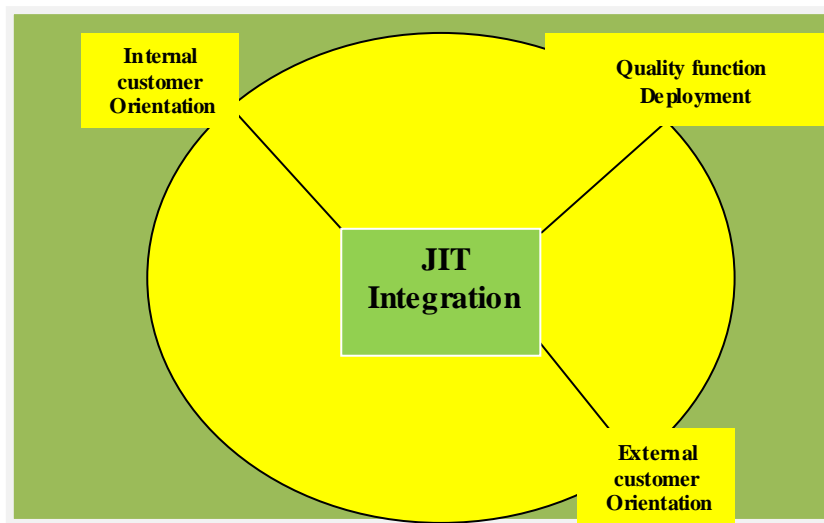 Internal
customer
Orientation
Quality function
Deployment
JIT
Integration
External
customer
Orientation